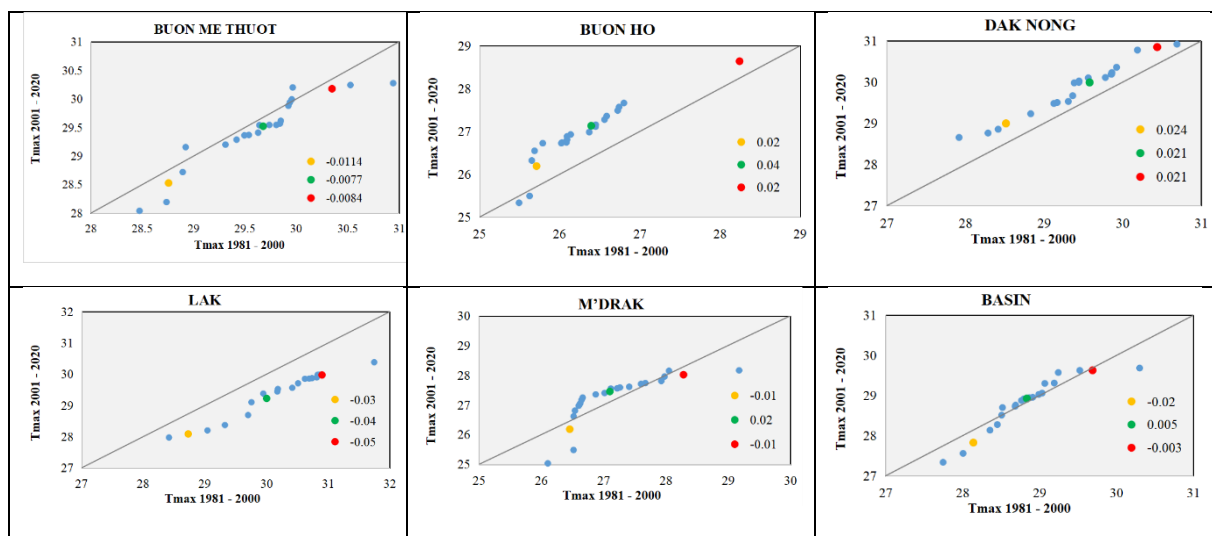 BUON ME THUOT
Tmax 2001 - 2020
31
30.5
30
29.5
29
28.5
28
-0.0114
-0.0077
-0.0084
28 28.5 29 29.5 30 30.5 31
Tmax 1981 - 2000
BUON HO
Tmax 2001 - 2020
29
28
27
26
25
0.02
0.04
0.02
25 26 27 28 29
Tmax 1981 - 2000
DAK NONG
Tmax 2001 - 2020
31
30
29
28
27
0.024
0.021
0.021
27 28 29 30 31
Tmax 1981 - 2000
LAK
Tmax 2001 - 2020
32
31
30
29
28
27
-0.03
-0.04
-0.05
27 28 29 30 31 32
Tmax 1981 - 2000
M'DRAK
Tmax 2001 - 2020
30
29
28
27
26
25
-0.01
0.02
-0.01
25 26 27 28 29 30
Tmax 1981 - 2000
BASIN
Tmax 2001 - 2020
31
30
29
28
27
-0.02
0.005
-0.003
27 28 29 30 31
Tmax 1981 - 2000